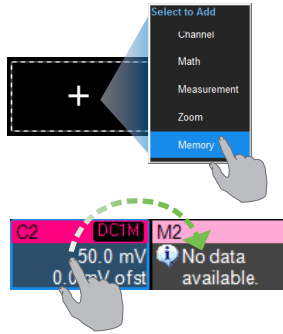 Select to Add
Channel
Math
Measurement
Zoom
Memory
C2 DC1M
50.0 mV
0.0 mV ofst
M2
No data
available.